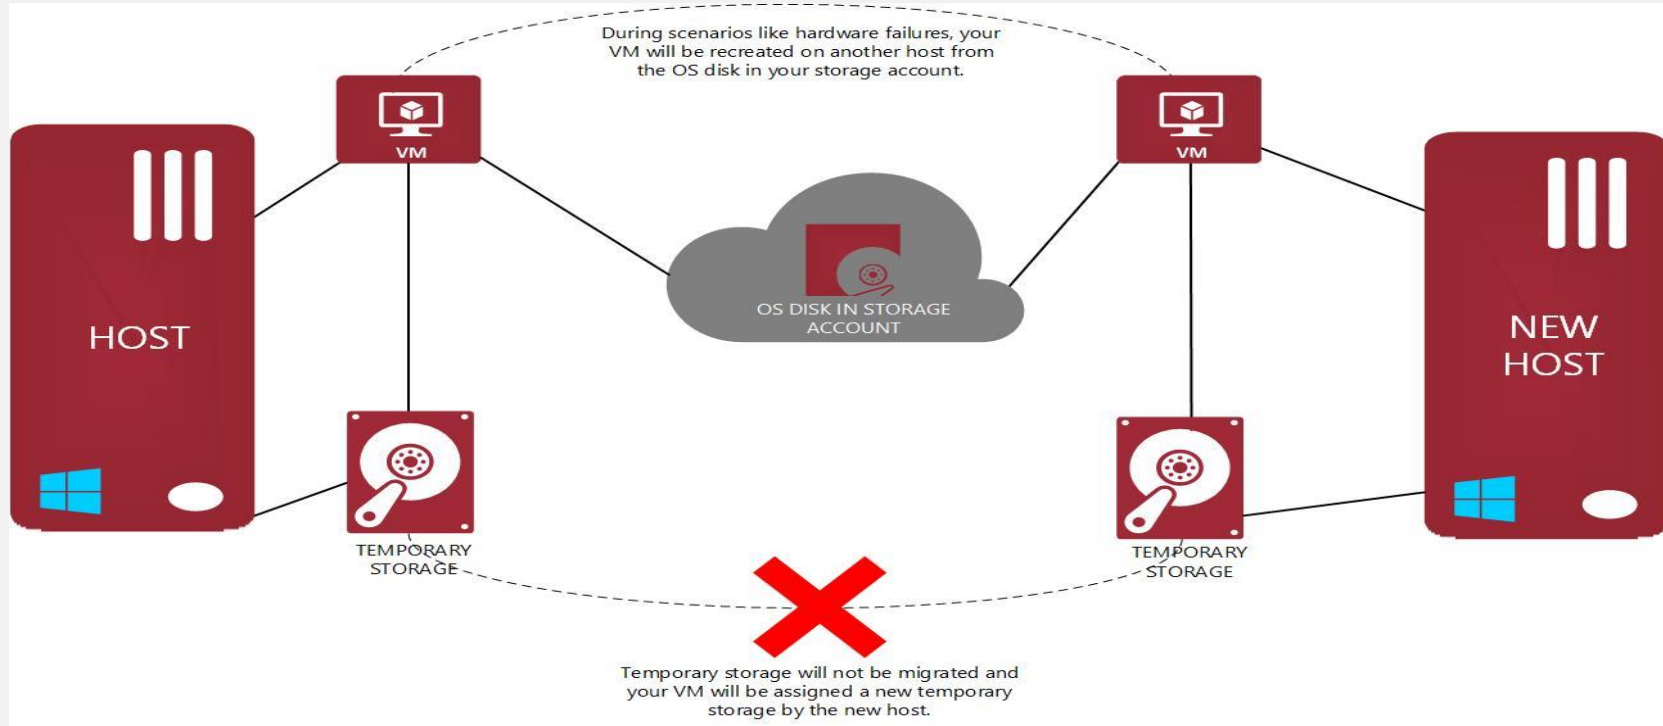 During scenarios like hardware failures, your
VM will be recreated on another host from
the OS disk in your storage account.
VM
VM
HOST
OS DISK IN STORAGE
ACCOUNT
NEW
HOST
TEMPORARY
STORAGE
TEMPORARY
STORAGE
Temporary storage will not be migrated and
your VM will be assigned a new temporary
storage by the new host.